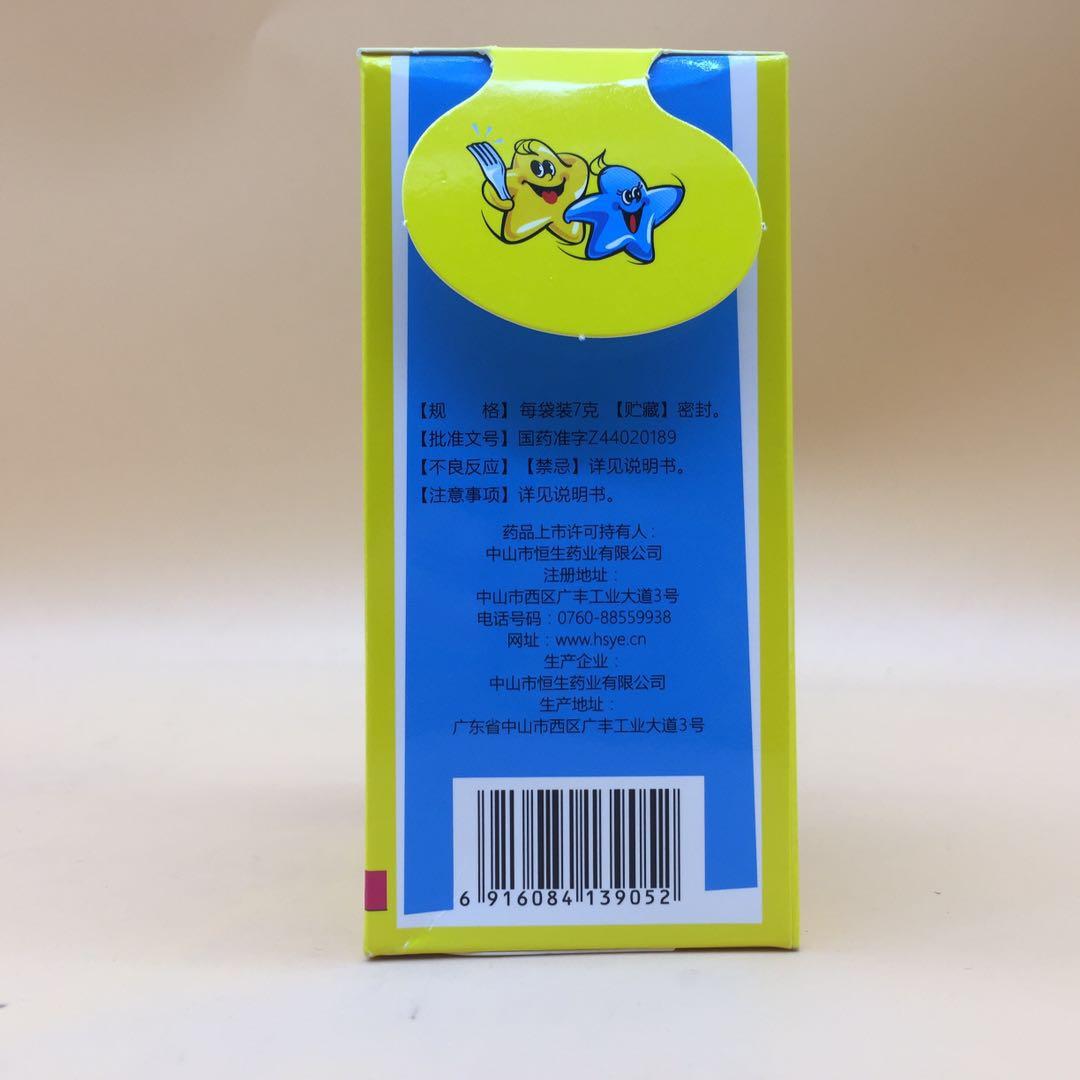 【规　　格】每袋装7克 【贮藏】密封。
【批准文号】国药准字Z44020189
【不良反应】【禁忌】详见说明书。
【注意事项】详见说明书。
药品上市许可持有人：
中山市恒生药业有限公司
注册地址：
中山市西区广丰工业大道3号
电话号码：0760-88559938
网址：www.hsye.cn
生产企业：
中山市恒生药业有限公司
生产地址：
广东省中山市西区广丰工业大道3号
6 916084 139052